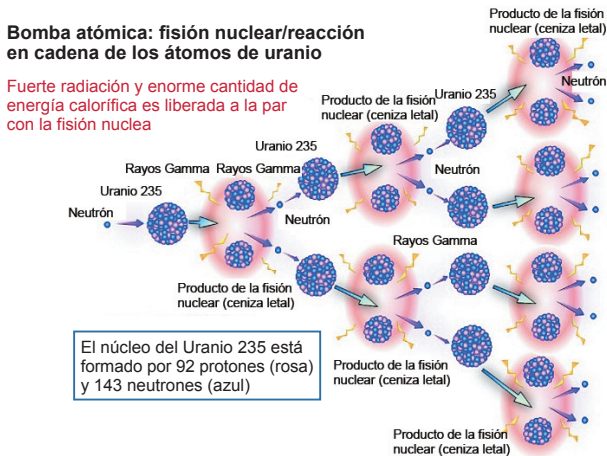 Bomba atómica: fisión nuclear/reacción
en cadena de los átomos de uranio
Fuerte radiación y enorme cantidad de
energía calorífica es liberada a la par
con la fisión nuclea
Producto de la fisión
nuclear (ceniza letal)
Neutrón
Uranio 235
Producto de la fisión
nuclear (ceniza letal)
Uranio 235
Rayos Gamma
Rayos Gamma
Uranio 235
Neutrón
Neutrón
Neutrón
Rayos Gamma
Producto de la fisión
nuclear (ceniza letal)
El núcleo del Uranio 235 está
formado por 92 protones (rosa)
y 143 neutrones (azul)
Producto de la fisión
nuclear (ceniza letal)
Producto de la fisión
nuclear (ceniza letal)